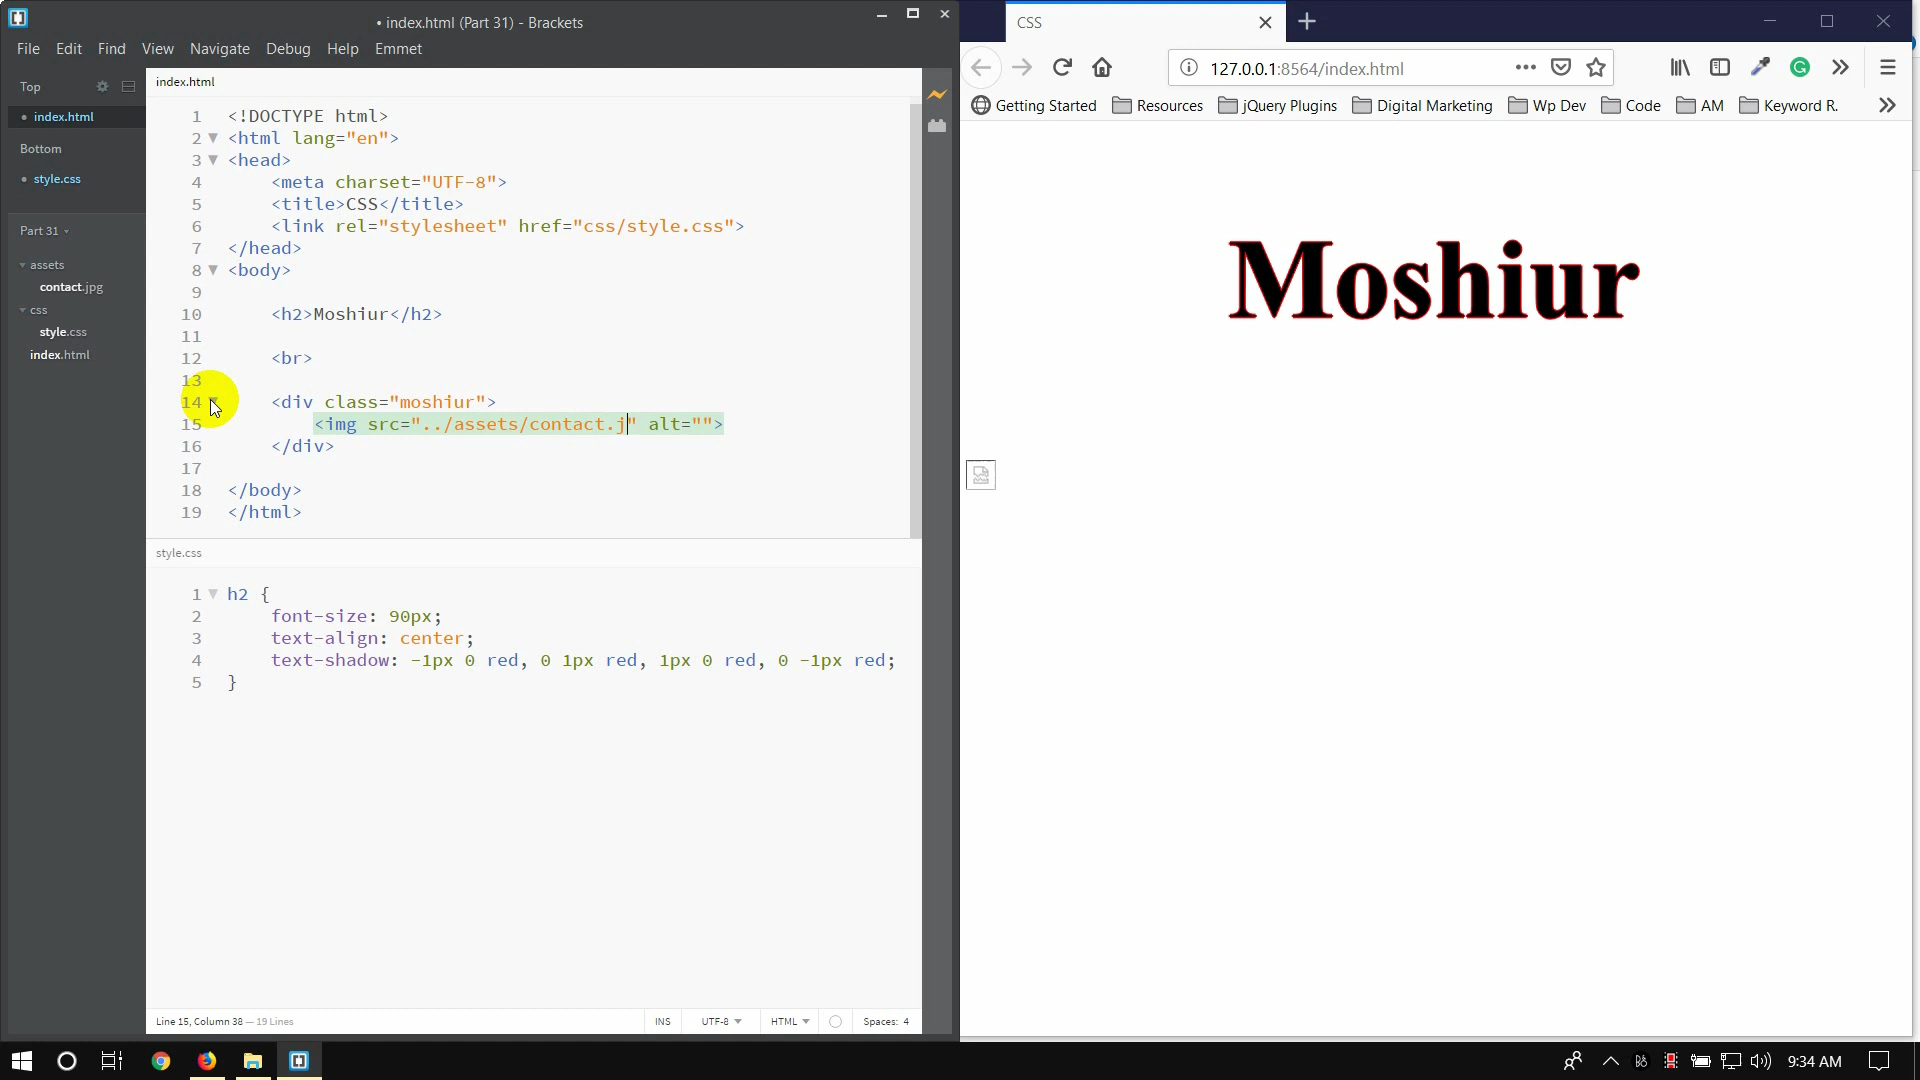 • index.html (Part 31) - Brackets
File Edit Find View Navigate Debug Help Emmet
Top
• index.html
Bottom
• style.css
Part 31
assets
contact.jpg
css
style.css
index.html
index.html
1 <!DOCTYPE html>
2 <html lang="en">
3 <head>
4 <meta charset="UTF-8">
5 <title>CSS</title>
6 <link rel="stylesheet" href="css/style.css">
7 </head>
8 <body>
9
10 <h2>Moshiur</h2>
11
12 <br>
13
14 <div class="moshiur">
15 <img src="../assets/contact.j" alt="">
16 </div>
17
18 </body>
19 </html>
style.css
1 h2 {
2 font-size: 90px;
3 text-align: center;
4 text-shadow: -1px 0 red, 0 1px red, 1px 0 red, 0 -1px red;
5 }
Line 15, Column 38 — 19 Lines
INS UTF-8 HTML Spaces: 4
CSS
127.0.0.1:8564/index.html
Getting Started Resources jQuery Plugins Digital Marketing Wp Dev Code AM Keyword R.
Moshiur
9:34 AM